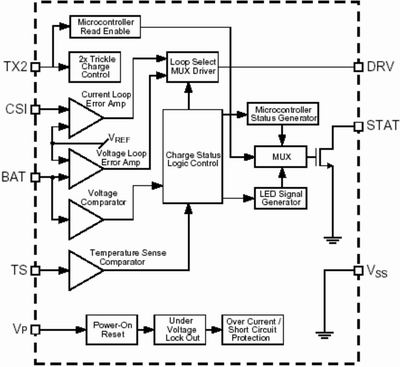 Microcontroller
Read Enable
Loop Select
MUX Driver
TX2
2x Trickle
Charge Control
DRV
Current Loop
Error Amp
CSI
Microcontroller
Status Generator
STAT
VREF
Voltage Loop
Error Amp
Charge Status
Logic Control
MUX
BAT
Voltage
Comparator
LED Signal
Generator
Temperature Sense
Comparator
TS
VSS
VP
Power-On
Reset
Under
Voltage
Lock Out
Over Current /
Short Circuit
Protection